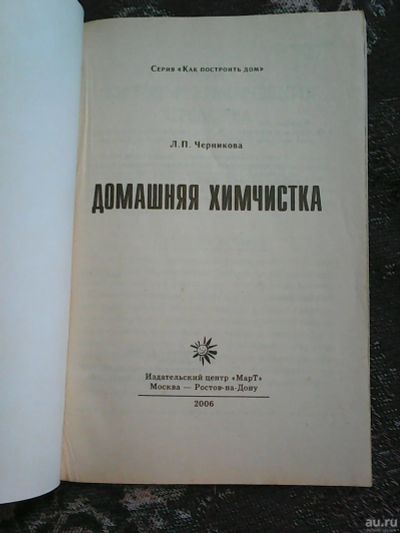 Серия «Как построить дом»
Л.П. Черникова
ДОМАШНЯЯ ХИМЧИСТКА
Издательский центр «МарТ»
Москва — Ростов-на-Дону
2006
au.ru